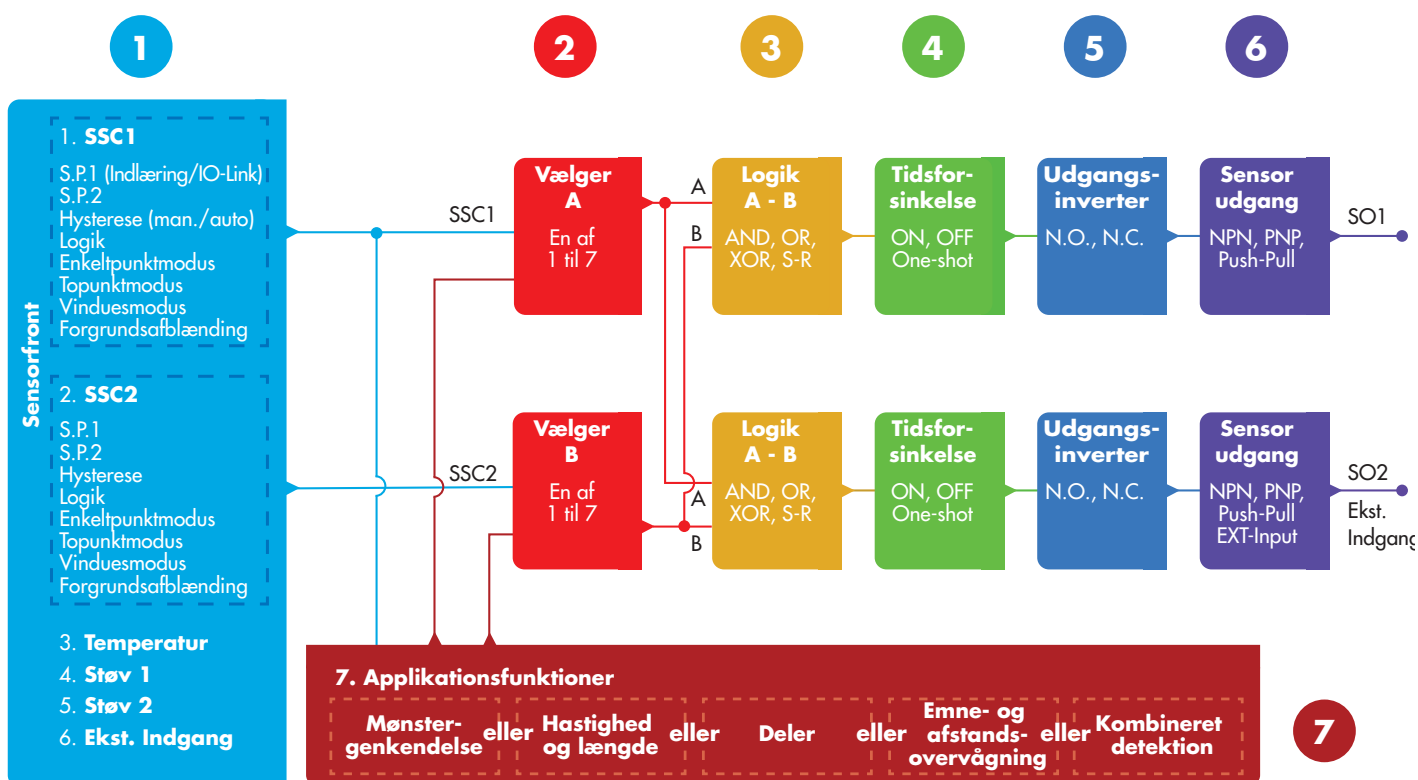 1
2
3
4
5
6
Sensorfront
1. SSC1
S.P.1 (Indlæring/IO-Link)
S.P.2
Hysterese (man./auto)
Logik
Enkeltpunktmodus
Topunktmodus
Vinduesmodus
Forgrundsafblænding
2. SSC2
S.P.1
S.P.2
Hysterese
Logik
Enkeltpunktmodus
Topunktmodus
Vinduesmodus
Forgrundsafblænding
3. Temperatur
4. Støv 1
5. Støv 2
6. Ekst. Indgang
SSC1
Vælger
A
En af
1 til 7
A
B
Logik
A - B
AND, OR,
XOR, S-R
Tidsfor-
sinkelse
ON, OFF
One-shot
Udgangs-
inverter
N.O., N.C.
Sensor
udgang
NPN, PNP,
Push-Pull
SO1
SSC2
Vælger
B
En af
1 til 7
A
B
Logik
A - B
AND, OR,
XOR, S-R
Tidsfor-
sinkelse
ON, OFF
One-shot
Udgangs-
inverter
N.O., N.C.
Sensor
udgang
NPN, PNP,
Push-Pull
EXT-Input
SO2
Ekst.
Indgang
7. Applikationsfunktioner
Mønster-
genkendelse
eller
Hastighed
og længde
eller
Deler
eller
Emne- og
afstands-
overvågning
eller
Kombineret
detektion
7